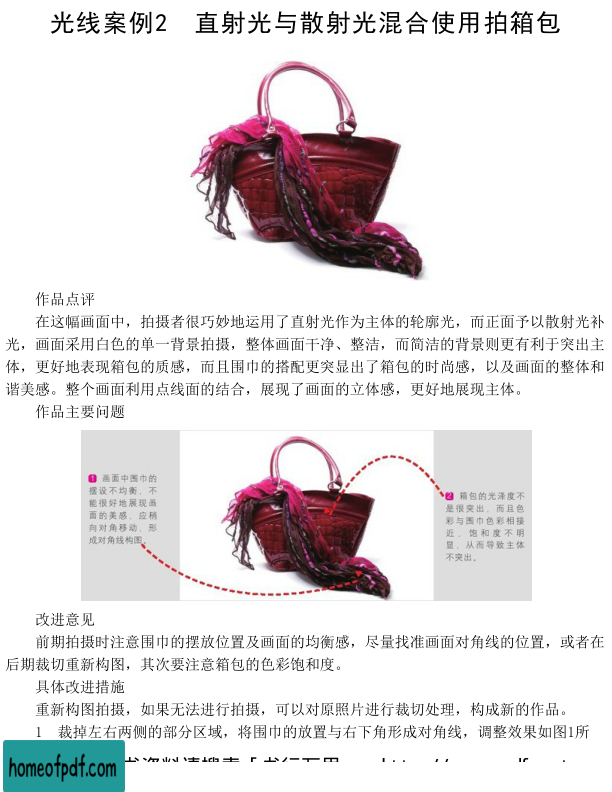 光线案例2　直射光与散射光混合使用拍箱包
作品点评
在这幅画面中，拍摄者很巧妙地运用了直射光作为主体的轮廓光，而正面予以散射光补
光，画面采用白色的单一背景拍摄，整体画面干净、整洁，而简洁的背景则更有利于突出主
体，更好地表现箱包的质感，而且围巾的搭配更突显出了箱包的时尚感，以及画面的整体和
谐美感。整个画面利用点线面的结合，展现了画面的立体感，更好地展现主体。
作品主要问题
1 画面中围巾的
摆设不均衡，不
能很好地展现画
面的美感，应稍
向对角移动，形
成对角线构图。
2 箱包的光泽度不
是很突出，而且色
彩与围巾色彩相接
近，饱和度不明
显，从而导致主体
不突出。
改进意见
前期拍摄时注意围巾的摆放位置及画面的均衡感，尽量找准画面对角线的位置，或者在
后期裁切重新构图，其次要注意箱包的色彩饱和度。
具体改进措施
重新构图拍摄，如果无法进行拍摄，可以对原照片进行裁切处理，构成新的作品。
1　裁掉左右两侧的部分区域，将围巾的放置与右下角形成对角线，调整效果如图1所
homeofpdf.com